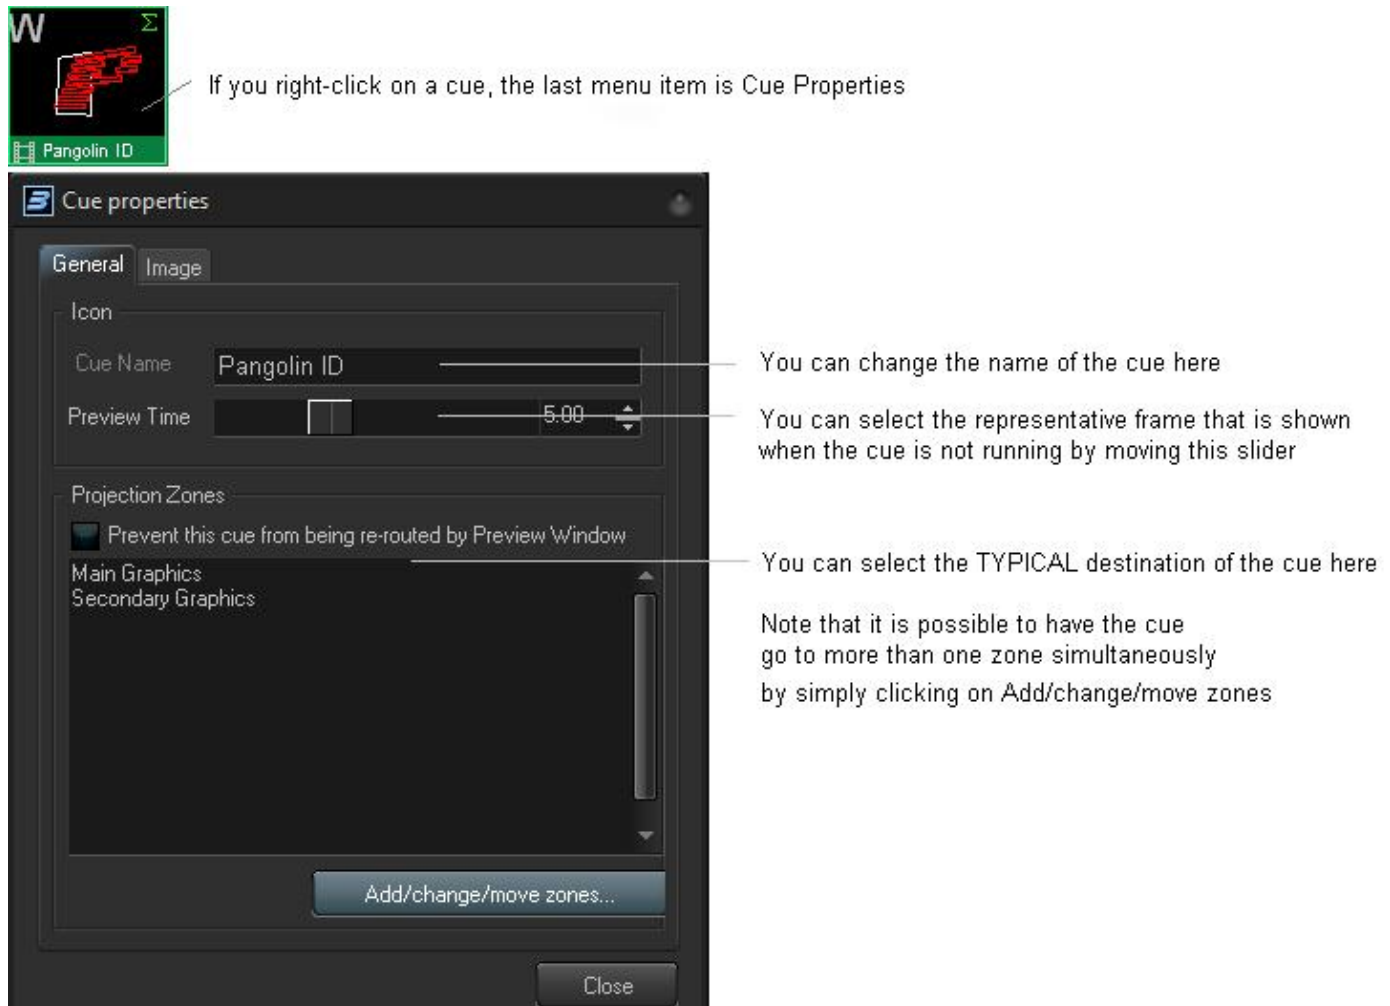 W Σ
If you right-click on a cue, the last menu item is Cue Properties
Pangolin ID
Cue properties
General Image
Icon
Cue Name Pangolin ID
You can change the name of the cue here
Preview Time 5.00
You can select the representative frame that is shown
when the cue is not running by moving this slider
Projection Zones
Prevent this cue from being re-routed by Preview Window
Main Graphics
Secondary Graphics
You can select the TYPICAL destination of the cue here
Note that it is possible to have the cue
go to more than one zone simultaneously
by simply clicking on Add/change/move zones
Add/change/move zones...
Close